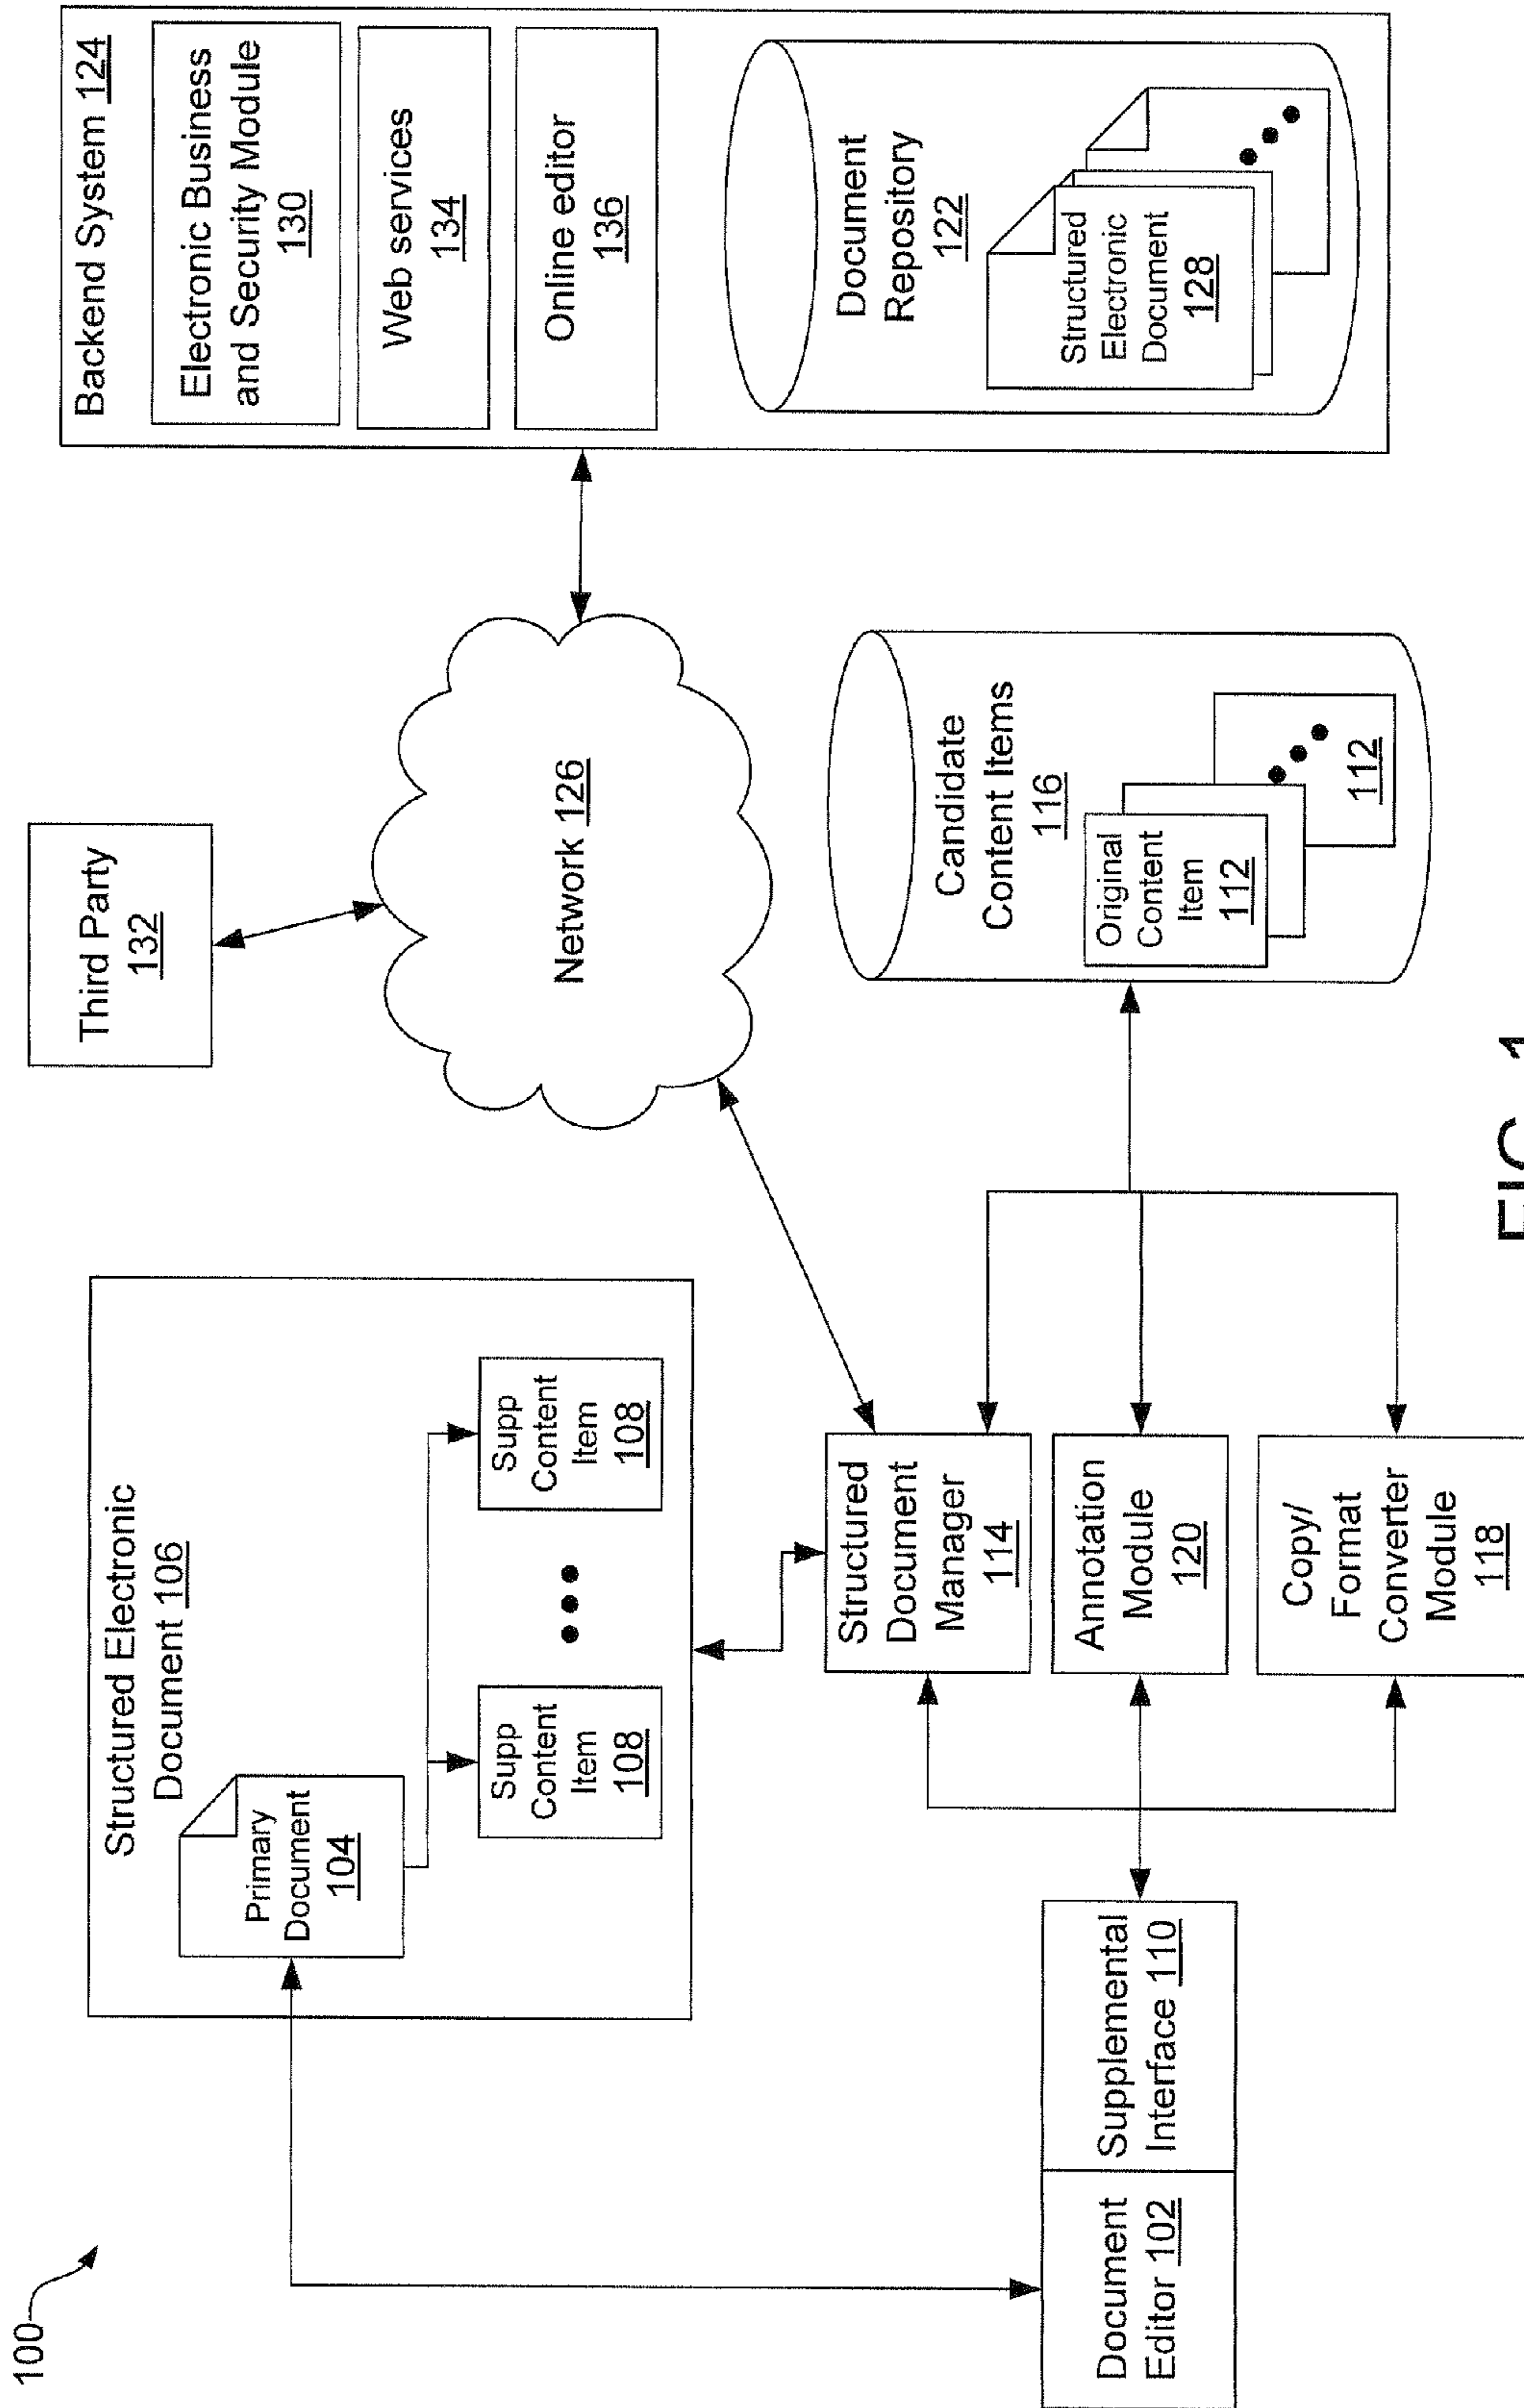 100
Structured Electronic
Document 106
Primary
Document
104
Supp
Content
Item
108
Supp
Content
Item
108
Third Party
132
Network 126
Backend System 124
Electronic Business
and Security Module
130
Web services
134
Online editor
136
Document
Repository
122
Structured
Electronic
Document
128
Document
Editor 102
Supplemental
Interface 110
Structured
Document
Manager
114
Annotation
Module
120
Copy/
Format
Converter
Module
118
Candidate
Content Items
116
Original
Content
Item
112
112
FIG. 1